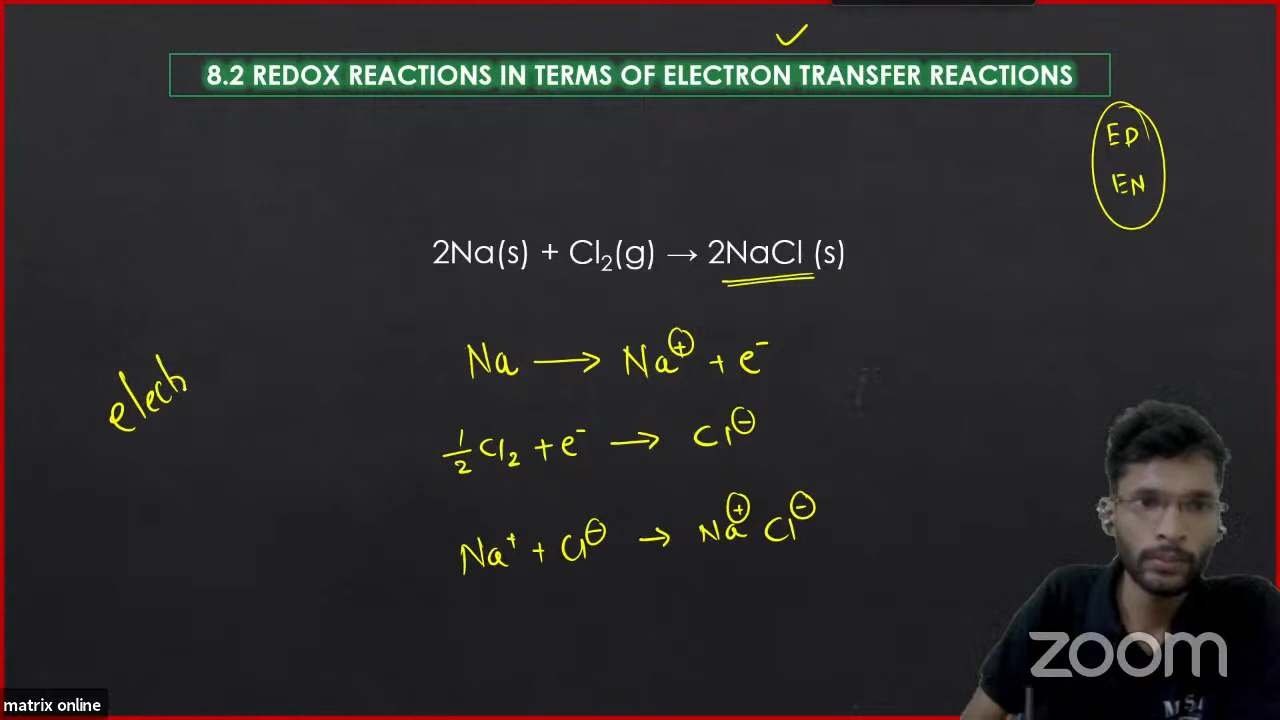 8.2 REDOX REACTIONS IN TERMS OF ELECTRON TRANSFER REACTIONS
EP
EN
2Na(s) + Cl₂(g) → 2NaCl (s)
Na → Na⊕ + e⁻
elect
½Cl₂ + e⁻ → Cl⊖
Na⁺ + Cl⊖ → Na⊕ Cl⊖
zoom
matrix online